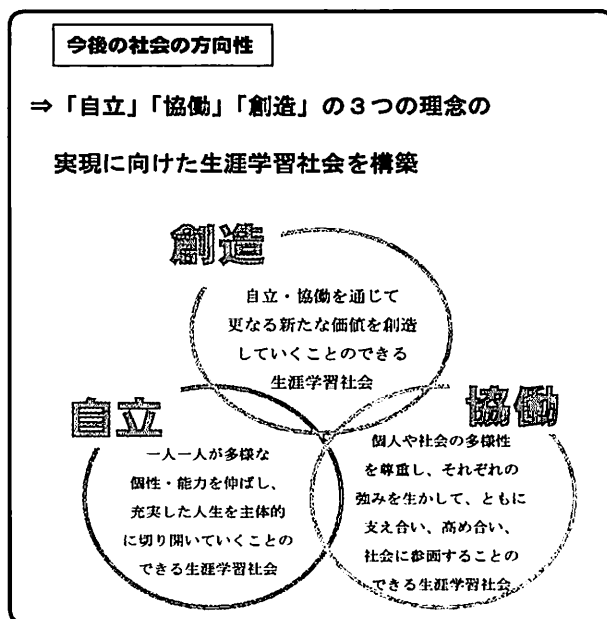 今後の社会の方向性
⇒「自立」「協働」「創造」の3つの理念の
実現に向けた生涯学習社会を構築
創造
自立・協働を通じて
更なる新たな価値を創造
していくことのできる
生涯学習社会
自立
一人一人が多様な
個性・能力を伸ばし、
充実した人生を主体的
に切り開いていくことの
できる生涯学習社会
協働
個人や社会の多様性
を尊重し、それぞれの
強みを生かして、ともに
支え合い、高め合い、
社会に参画することの
できる生涯学習社会